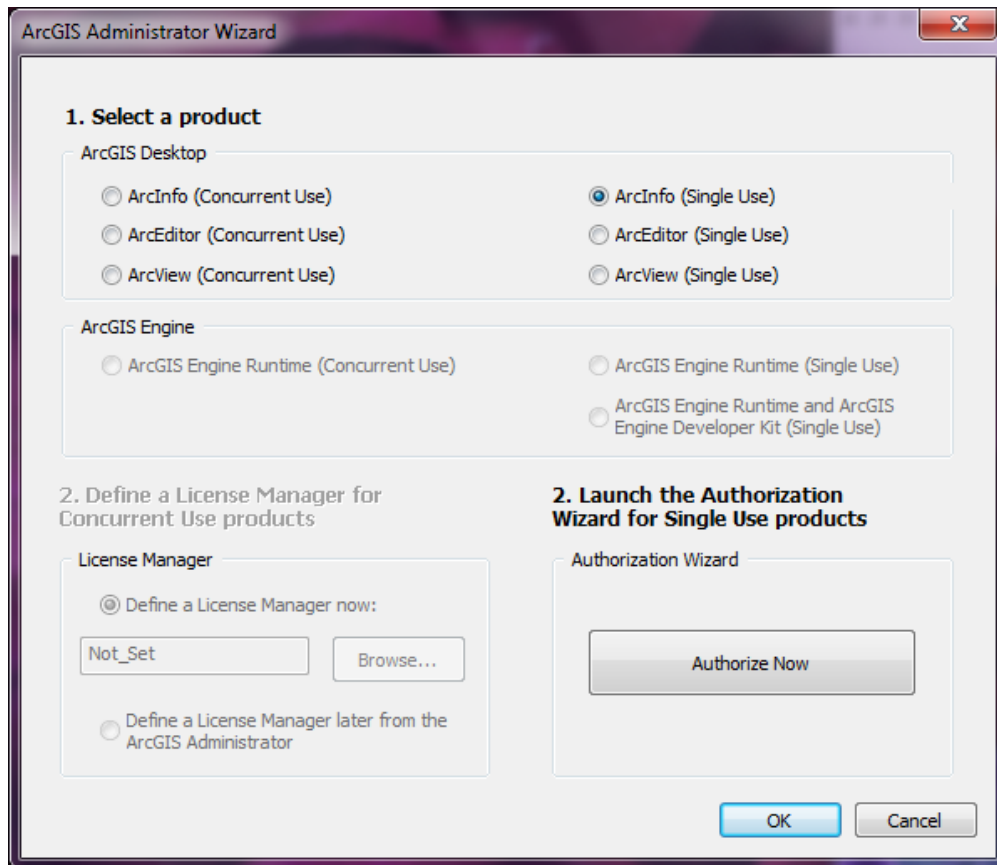 ArcGIS Administrator Wizard
X
1. Select a product
ArcGIS Desktop
ArcInfo (Concurrent Use)
ArcInfo (Single Use)
ArcEditor (Concurrent Use)
ArcEditor (Single Use)
ArcView (Concurrent Use)
ArcView (Single Use)
ArcGIS Engine
ArcGIS Engine Runtime (Concurrent Use)
ArcGIS Engine Runtime (Single Use)
ArcGIS Engine Runtime and ArcGIS
Engine Developer Kit (Single Use)
2. Define a License Manager for
Concurrent Use products
License Manager
Define a License Manager now:
Not_Set
Browse...
Define a License Manager later from the
ArcGIS Administrator
2. Launch the Authorization
Wizard for Single Use products
Authorization Wizard
Authorize Now
OK
Cancel